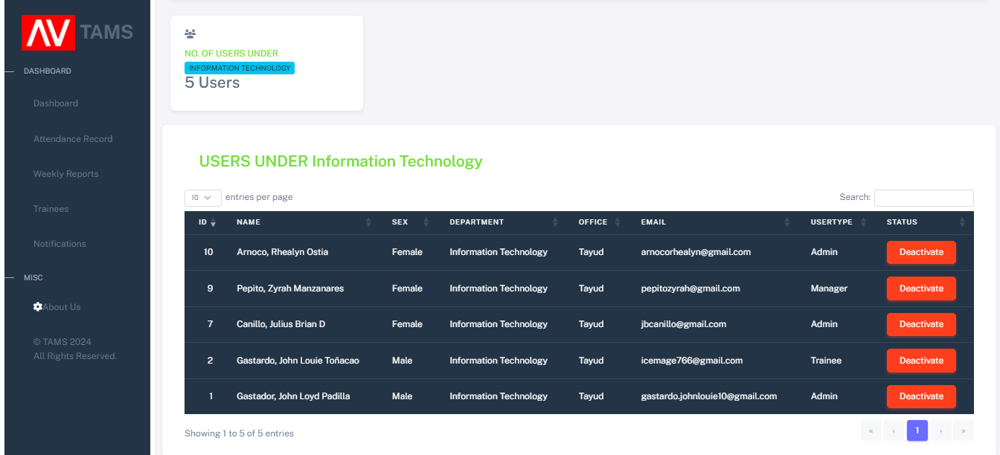 AV TAMS
DASHBOARD
Dashboard
Attendance Record
Weekly Reports
Trainees
Notifications
MISC
About Us
© TAMS 2024
All Rights Reserved.
NO. OF USERS UNDER
INFORMATION TECHNOLOGY
5 Users
USERS UNDER Information Technology
10 entries per page
Search:
ID NAME SEX DEPARTMENT OFFICE EMAIL USERTYPE STATUS
10 Arnoco, Rhealyn Ostia Female Information Technology Tayud arnocorhealyn@gmail.com Admin Deactivate
9 Pepito, Zyrah Manzanares Female Information Technology Tayud pepitozyrah@gmail.com Manager Deactivate
7 Canillo, Julius Brian D Female Information Technology Tayud jbcanillo@gmail.com Admin Deactivate
2 Gastardo, John Louie Toñacao Male Information Technology Tayud icemage766@gmail.com Trainee Deactivate
1 Gastador, John Loyd Padilla Male Information Technology Tayud gastardo.johnlouie10@gmail.com Admin Deactivate
Showing 1 to 5 of 5 entries
« ‹ 1 › »